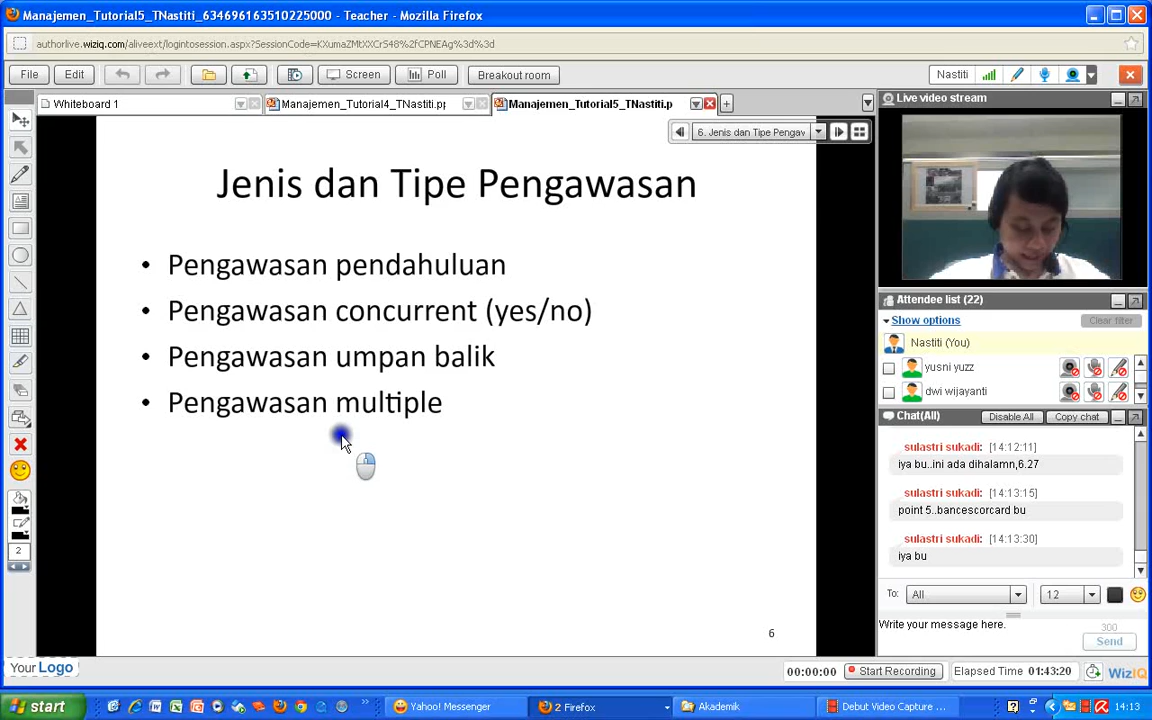 Manajemen_Tutorial5_TNastiti_634696163510225000 - Teacher - Mozilla Firefox
authorlive.wiziq.com/aliveext/logintosession.aspx?SessionCode=KXumaZMtXXCr548%2fCPNEAg%3d%3d
File Edit Screen Poll Breakout room Nastiti
Whiteboard 1 Manajemen_Tutorial4_TNastiti.pp Manajemen_Tutorial5_TNastiti.p
6. Jenis dan Tipe Pengaw
Jenis dan Tipe Pengawasan
• Pengawasan pendahuluan
• Pengawasan concurrent (yes/no)
• Pengawasan umpan balik
• Pengawasan multiple
6
2
Your Logo
Live video stream
Attendee list (22)
Show options Clear filter
Nastiti (You)
yusni yuzz
dwi wijayanti
Chat(All) Disable All Copy chat
sulastri sukadi: [14:12:11]
iya bu..ini ada dihalamn,6.27
sulastri sukadi: [14:13:15]
point 5..bancescorcard bu
sulastri sukadi: [14:13:30]
iya bu
To: All 12
Write your message here.
300
Send
00:00:00 Start Recording Elapsed Time 01:43:20 WizIQ
start Yahoo! Messenger 2 Firefox Akademik Debut Video Capture ... 14:13